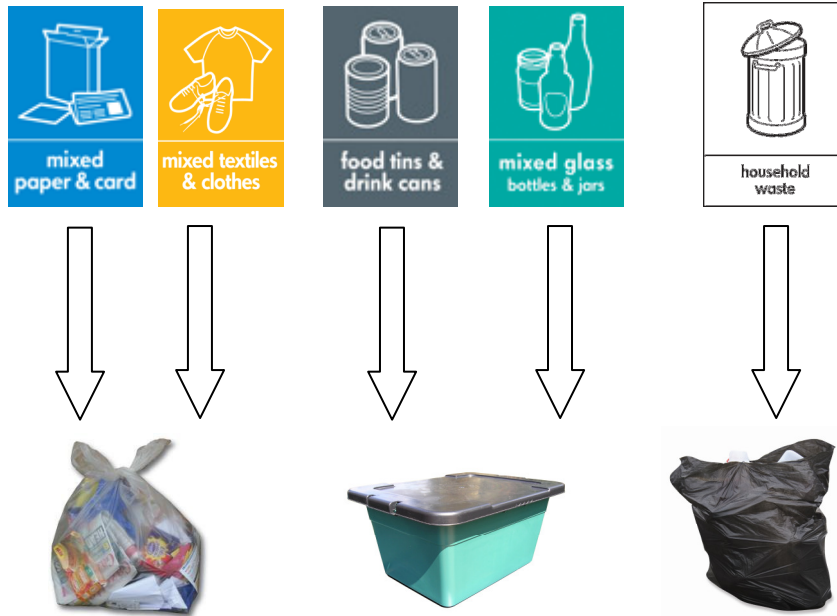 mixed
paper & card
mixed textiles
& clothes
food tins &
drink cans
mixed glass
bottles & jars
household
waste